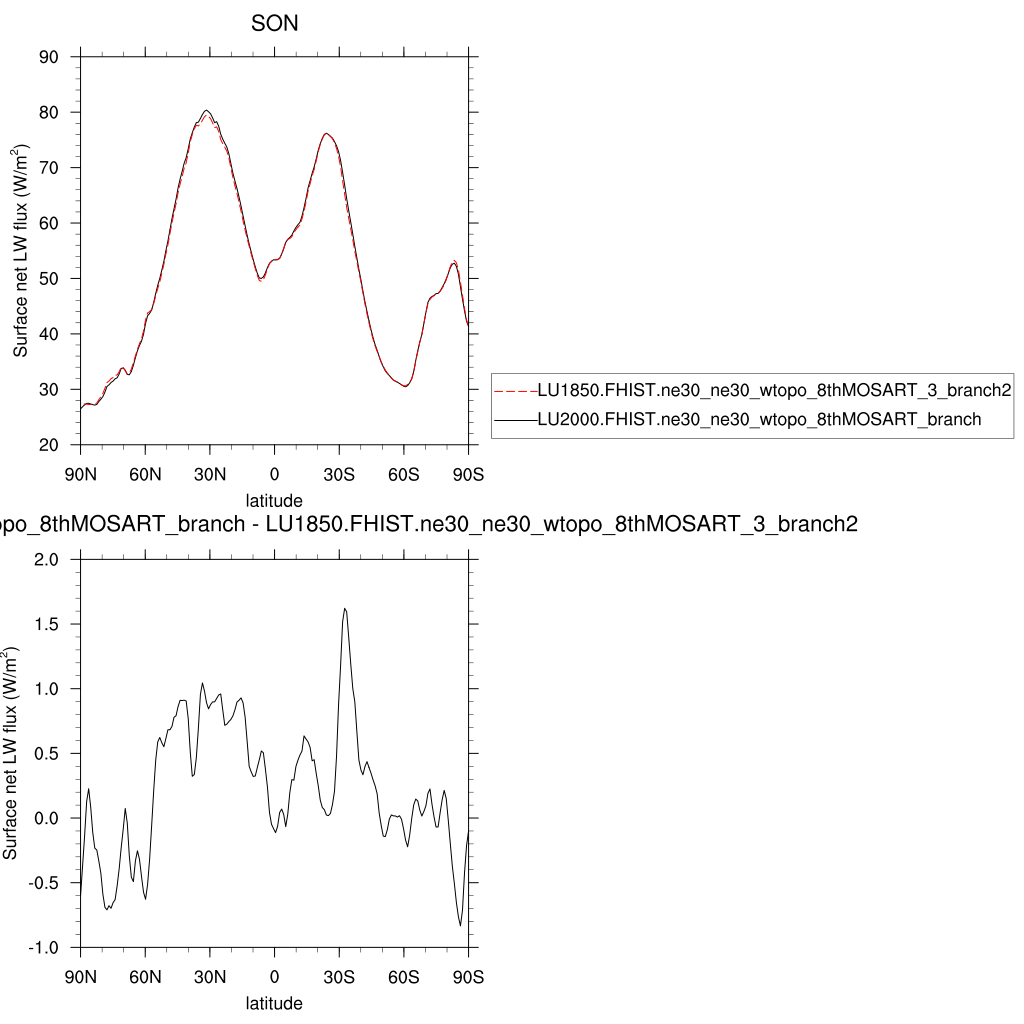 SON
90
80
70
60
50
40
30
20
Surface net LW flux (W/m²)
90N 60N 30N 0 30S 60S 90S
latitude
LU1850.FHIST.ne30_ne30_wtopo_8thMOSART_3_branch2
LU2000.FHIST.ne30_ne30_wtopo_8thMOSART_branch
opo_8thMOSART_branch - LU1850.FHIST.ne30_ne30_wtopo_8thMOSART_3_branch2
2.0
1.5
1.0
0.5
0.0
-0.5
-1.0
Surface net LW flux (W/m²)
90N 60N 30N 0 30S 60S 90S
latitude